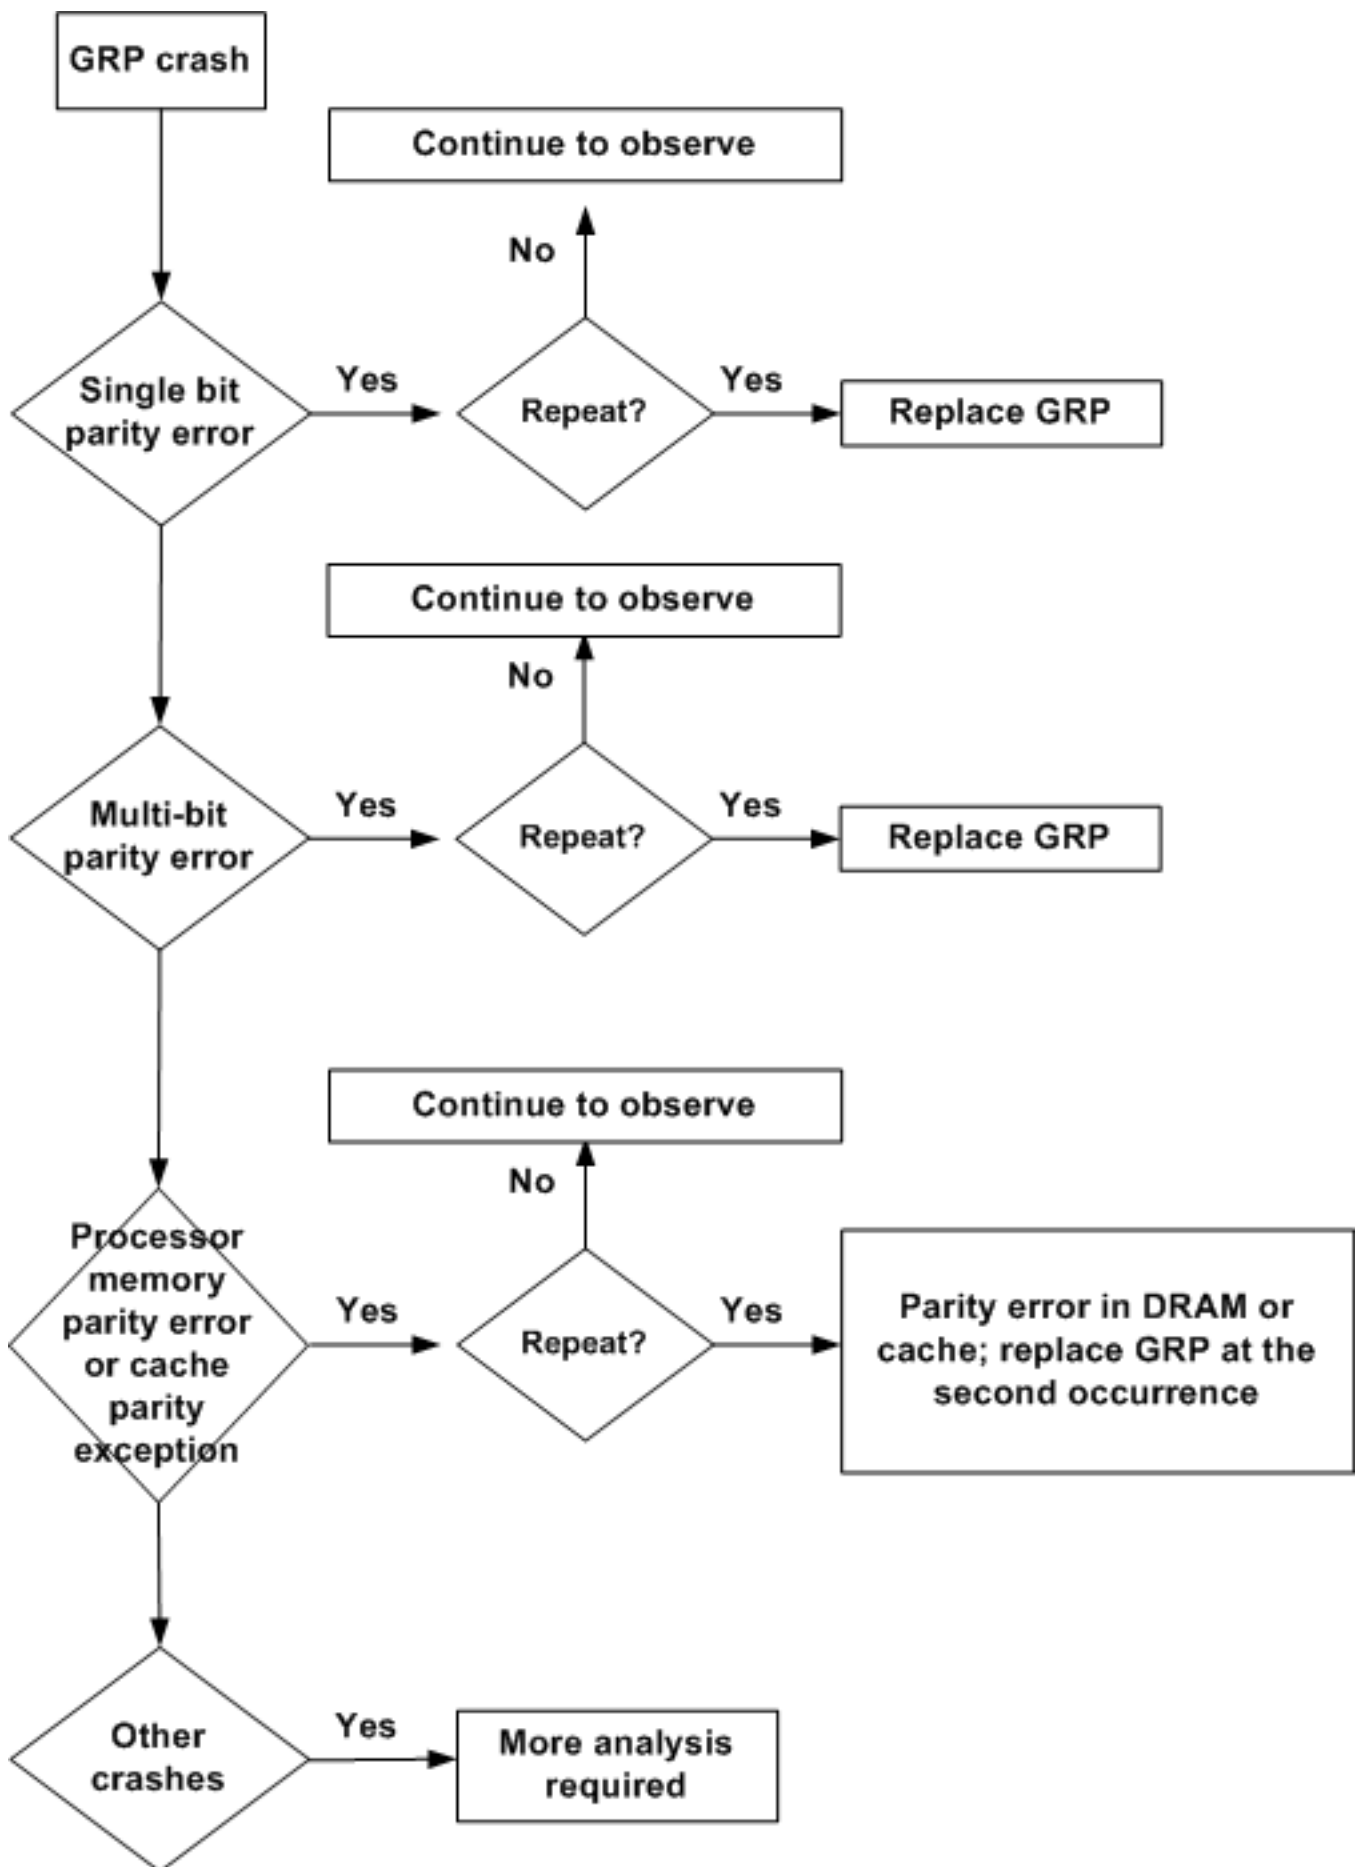 GRP crash
Continue to observe
No
Single bit
parity error
Yes
Repeat?
Yes
Replace GRP
Continue to observe
No
Multi-bit
parity error
Yes
Repeat?
Yes
Replace GRP
Continue to observe
No
Processor
memory
parity error
or cache
parity
exception
Yes
Repeat?
Yes
Parity error in DRAM or
cache; replace GRP at the
second occurrence
Other
crashes
Yes
More analysis
required